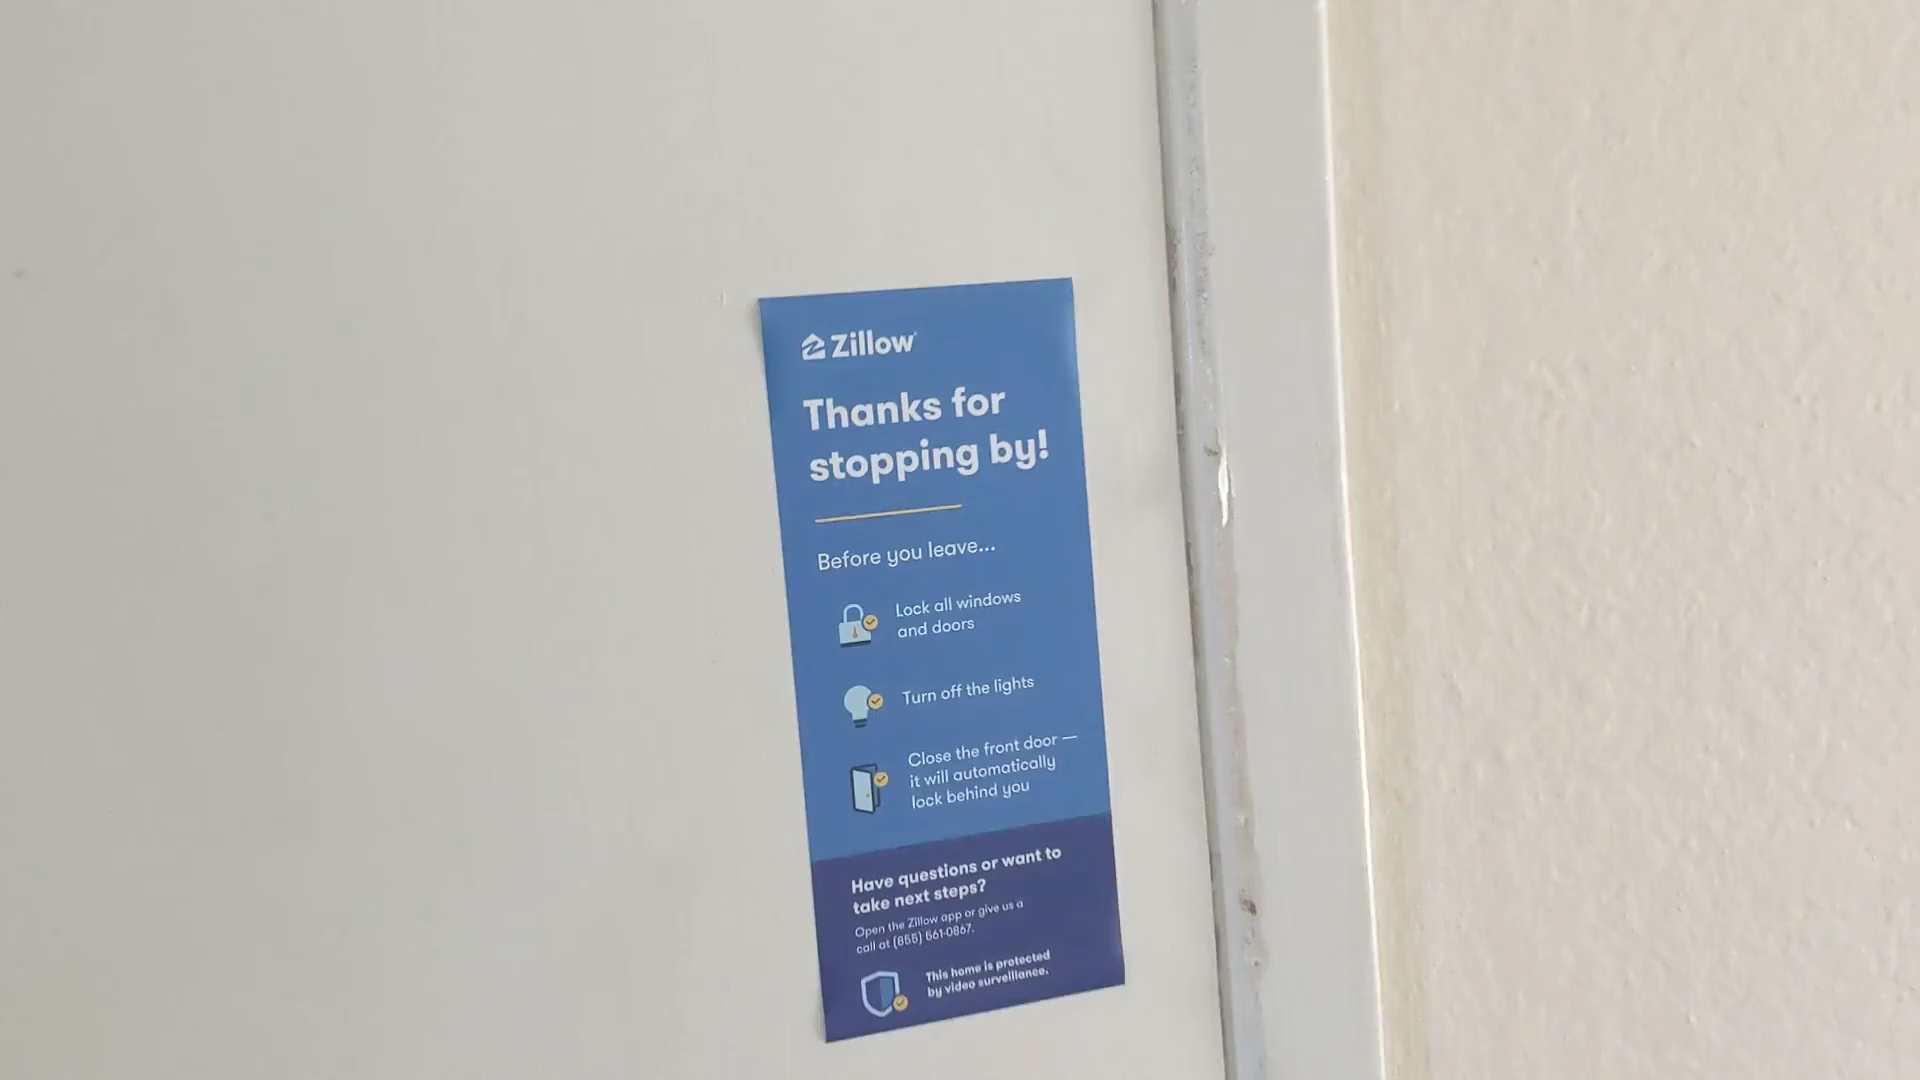 Zillow
Thanks for
stopping by!
Before you leave...
Lock all windows
and doors
Turn off the lights
Close the front door —
it will automatically
lock behind you
Have questions or want to
take next steps?
Open the Zillow app or give us a
call at (855) 561-0867.
This home is protected
by video surveillance.